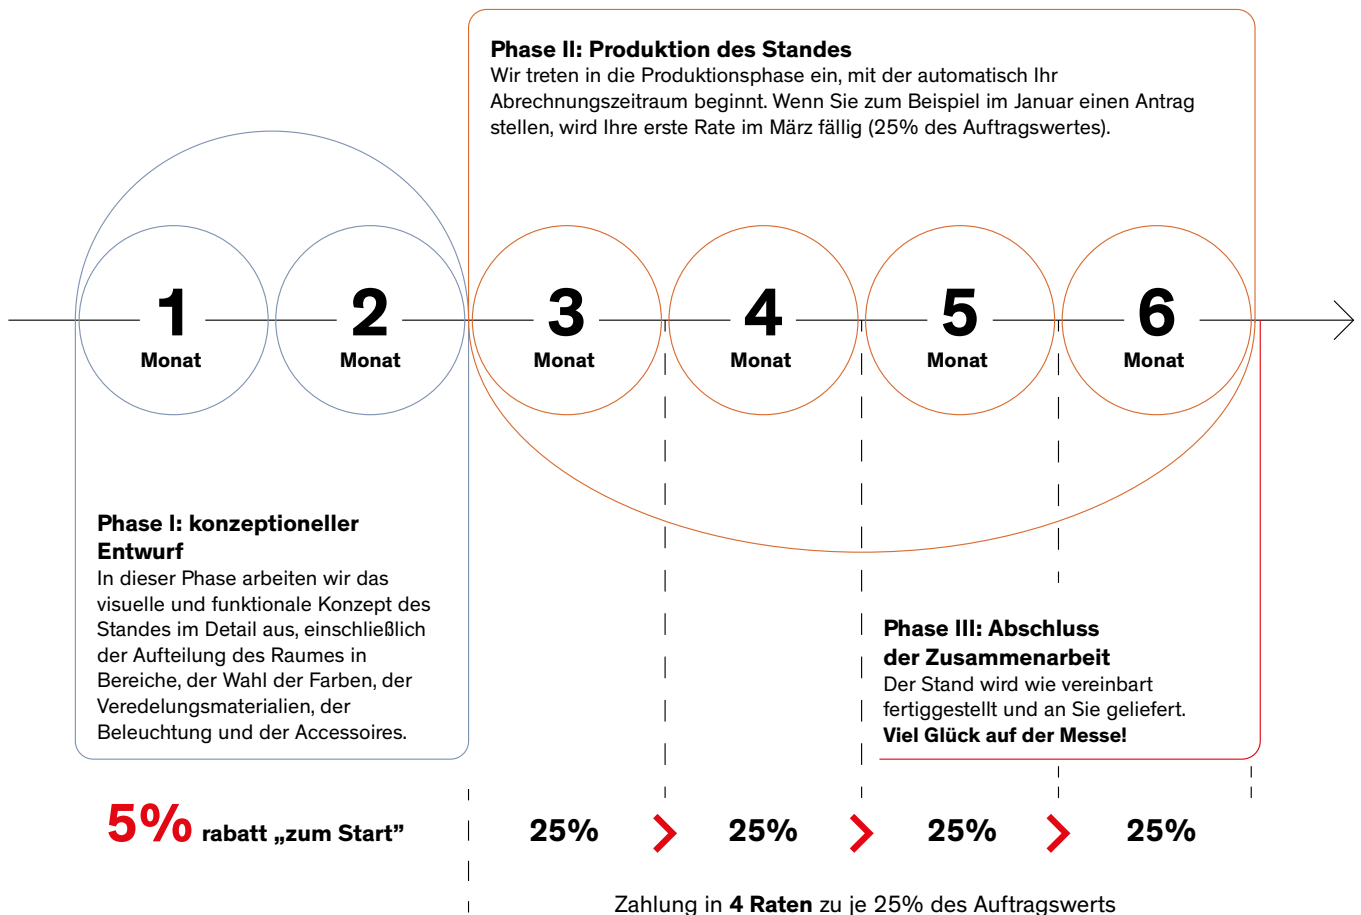 Phase II: Produktion des Standes
Wir treten in die Produktionsphase ein, mit der automatisch Ihr
Abrechnungszeitraum beginnt. Wenn Sie zum Beispiel im Januar einen Antrag
stellen, wird Ihre erste Rate im März fällig (25% des Auftragswertes).
1 2 3 4 5 6
Monat Monat Monat Monat Monat Monat
Phase I: konzeptioneller
Entwurf
In dieser Phase arbeiten wir das
visuelle und funktionale Konzept des
Standes im Detail aus, einschließlich
der Aufteilung des Raumes in
Bereiche, der Wahl der Farben, der
Veredelungsmaterialien, der
Beleuchtung und der Accessoires.
Phase III: Abschluss
der Zusammenarbeit
Der Stand wird wie vereinbart
fertiggestellt und an Sie geliefert.
Viel Glück auf der Messe!
5% rabatt „zum Start” 25% 25% 25% 25%
Zahlung in 4 Raten zu je 25% des Auftragswerts